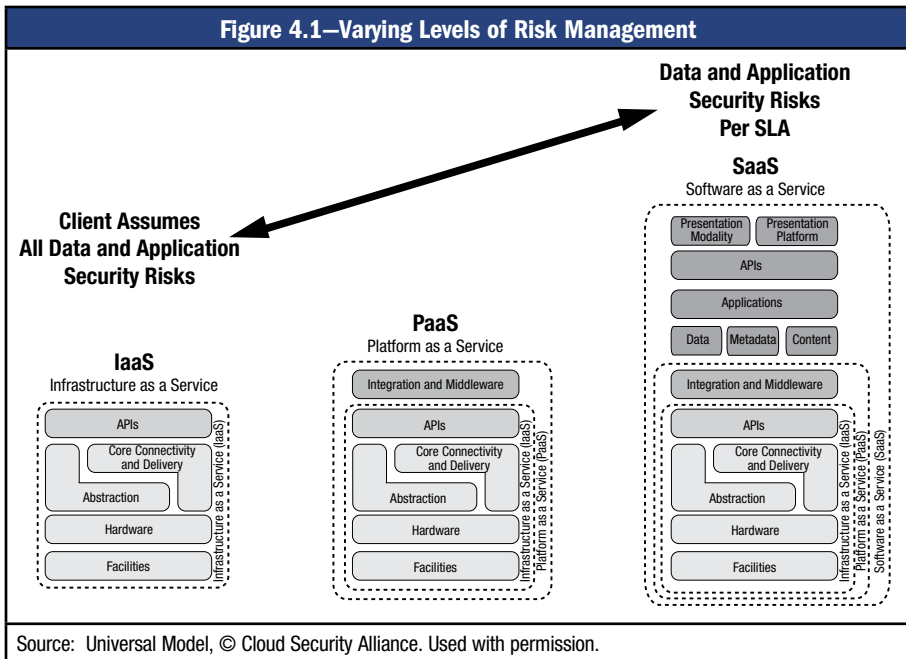 Figure 4.1—Varying Levels of Risk Management
Data and Application
Security Risks
Per SLA
Client Assumes
All Data and Application
Security Risks
IaaS
Infrastructure as a Service
APIs
Core Connectivity
and Delivery
Abstraction
Hardware
Facilities
Infrastructure as a Service (IaaS)
PaaS
Platform as a Service
Integration and Middleware
APIs
Core Connectivity
and Delivery
Abstraction
Hardware
Facilities
Infrastructure as a Service (IaaS)
Platform as a Service (PaaS)
SaaS
Software as a Service
Presentation
Modality
Presentation
Platform
APIs
Applications
Data
Metadata
Content
Integration and Middleware
APIs
Core Connectivity
and Delivery
Abstraction
Hardware
Facilities
Infrastructure as a Service (IaaS)
Platform as a Service (PaaS)
Software as a Service (SaaS)
Source: Universal Model, © Cloud Security Alliance. Used with permission.